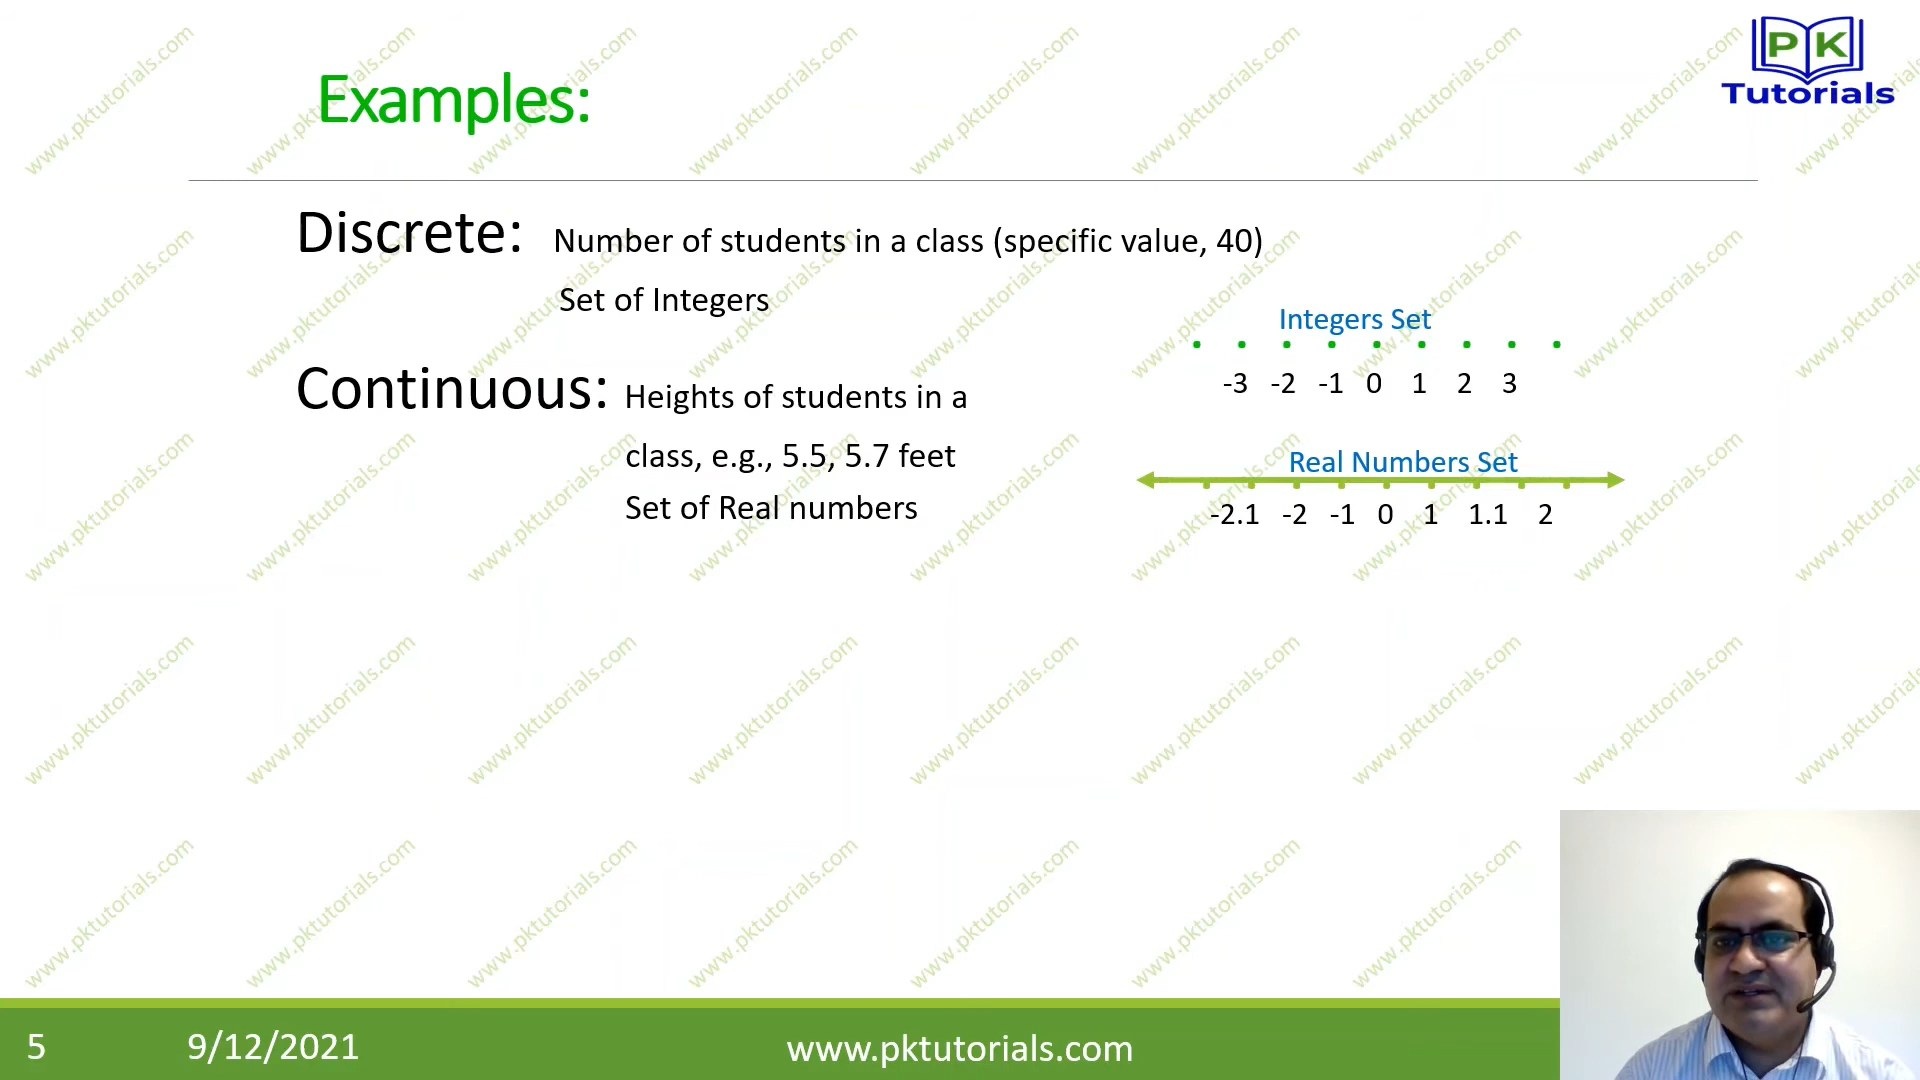 P K
Tutorials
Examples:
Discrete: Number of students in a class (specific value, 40)
Set of Integers
Integers Set
-3 -2 -1 0 1 2 3
Continuous: Heights of students in a
class, e.g., 5.5, 5.7 feet
Set of Real numbers
Real Numbers Set
-2.1 -2 -1 0 1 1.1 2
5 9/12/2021 www.pktutorials.com
www.pktutorials.com